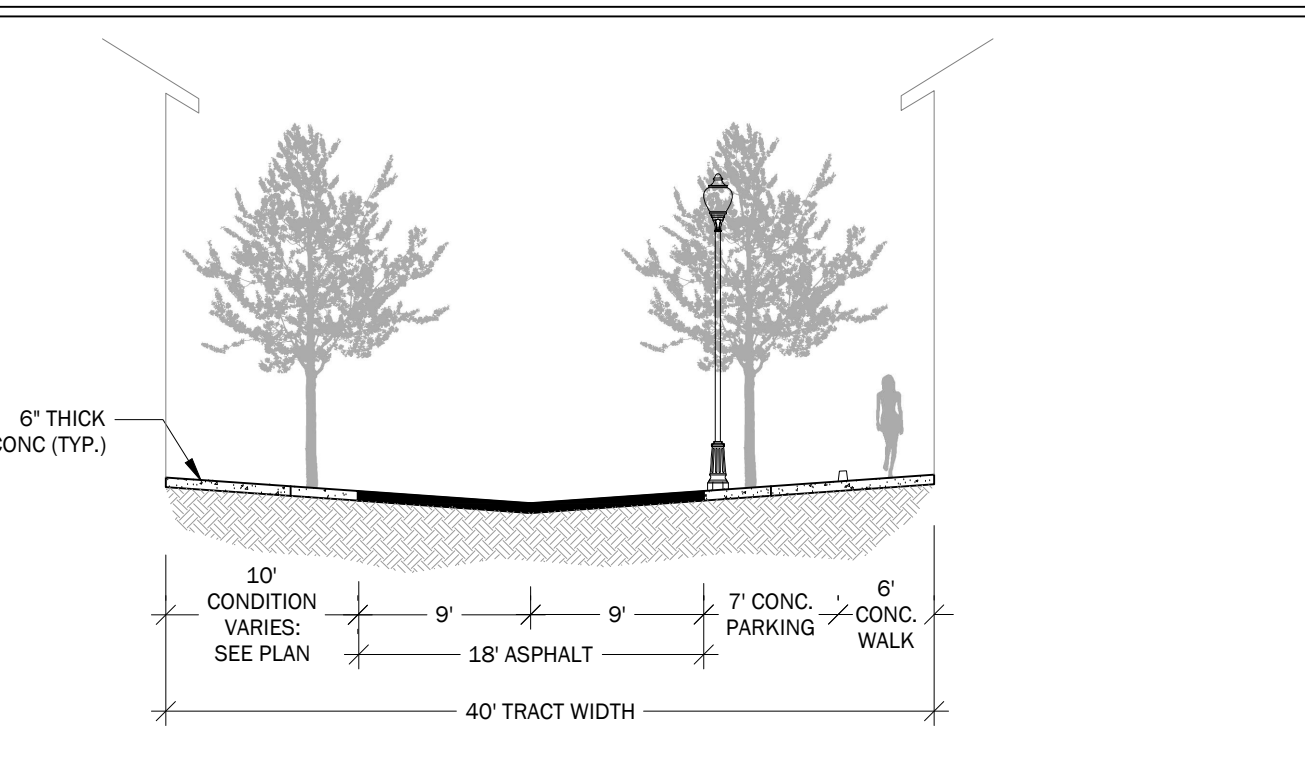 6" THICK
CONC (TYP.)
10'
CONDITION
VARIES:
SEE PLAN
9'
9'
7' CONC.
PARKING
6'
CONC.
WALK
18' ASPHALT
40' TRACT WIDTH